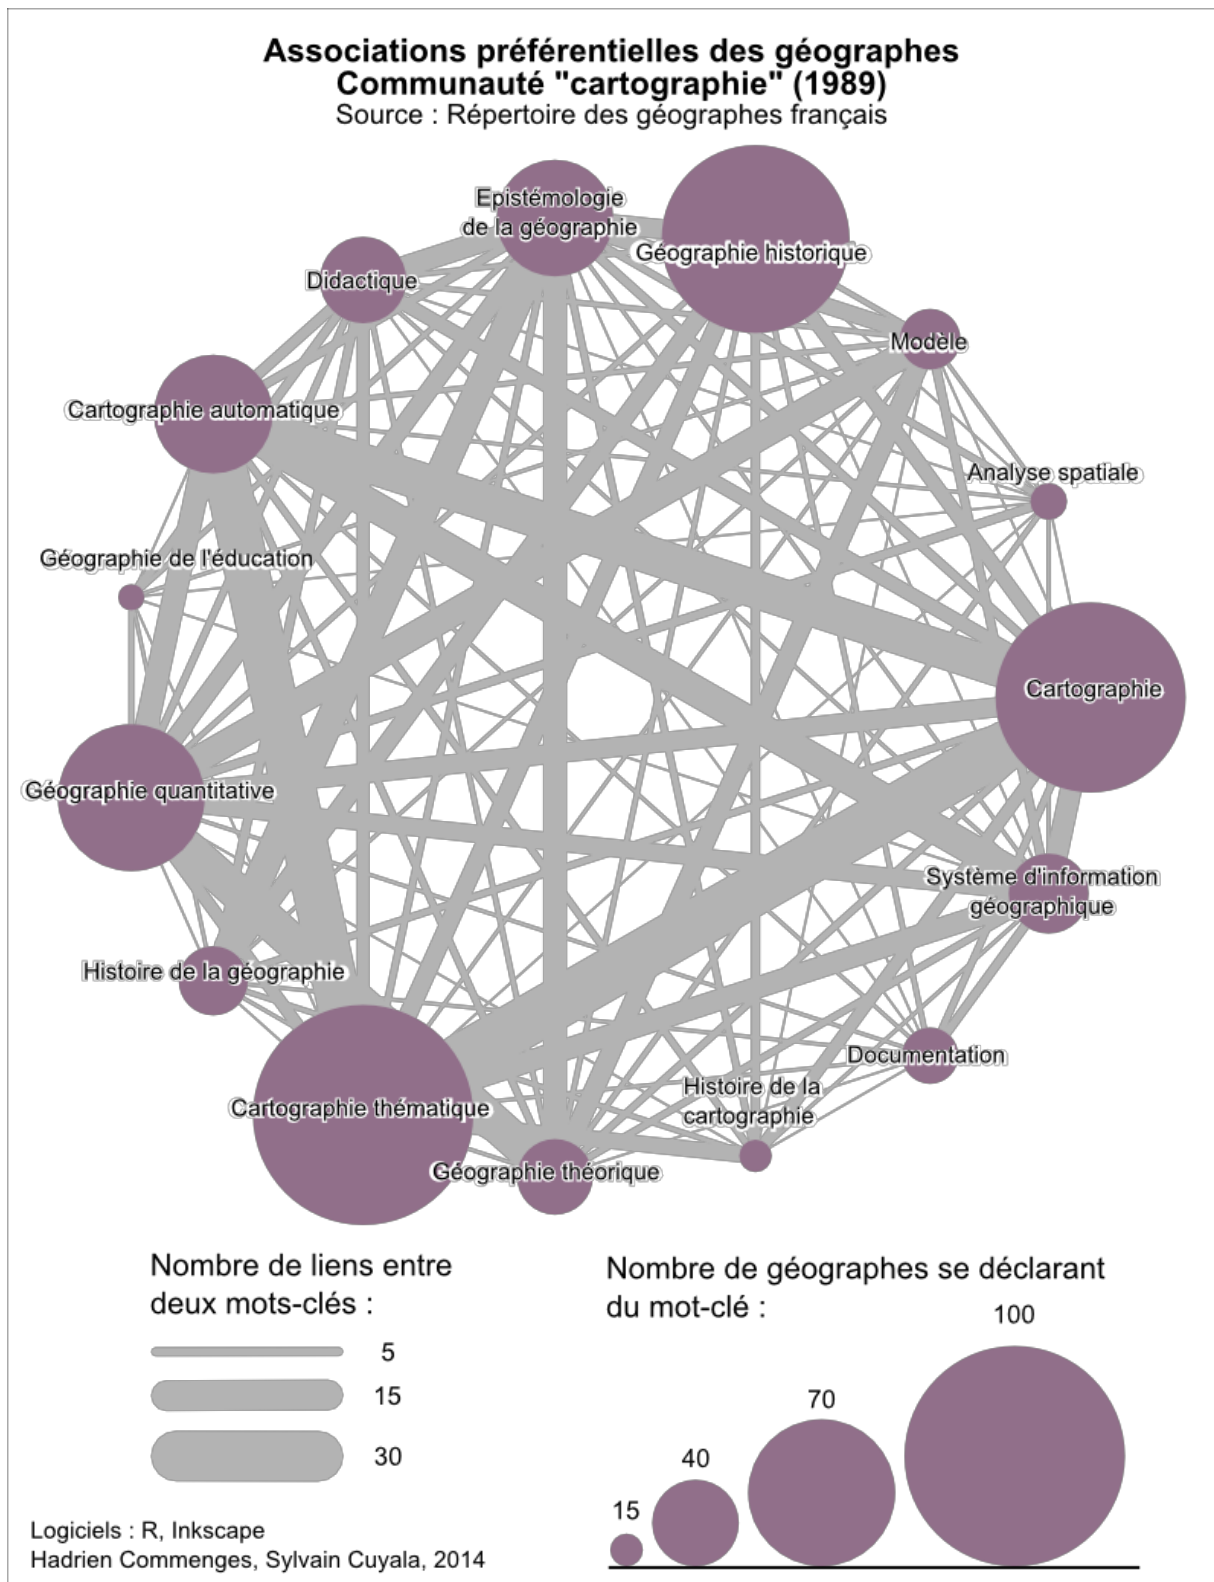 Associations préférentielles des géographes
Communauté "cartographie" (1989)
Source : Répertoire des géographes français
Epistémologie
de la géographie
Géographie historique
Didactique
Modèle
Cartographie automatique
Analyse spatiale
Géographie de l'éducation
Cartographie
Géographie quantitative
Système d'information
géographique
Histoire de la géographie
Documentation
Histoire de la
cartographie
Cartographie thématique
Géographie théorique
Nombre de liens entre
deux mots-clés :
5
15
30
Nombre de géographes se déclarant
du mot-clé :
100
70
40
15
Logiciels : R, Inkscape
Hadrien Commenges, Sylvain Cuyala, 2014